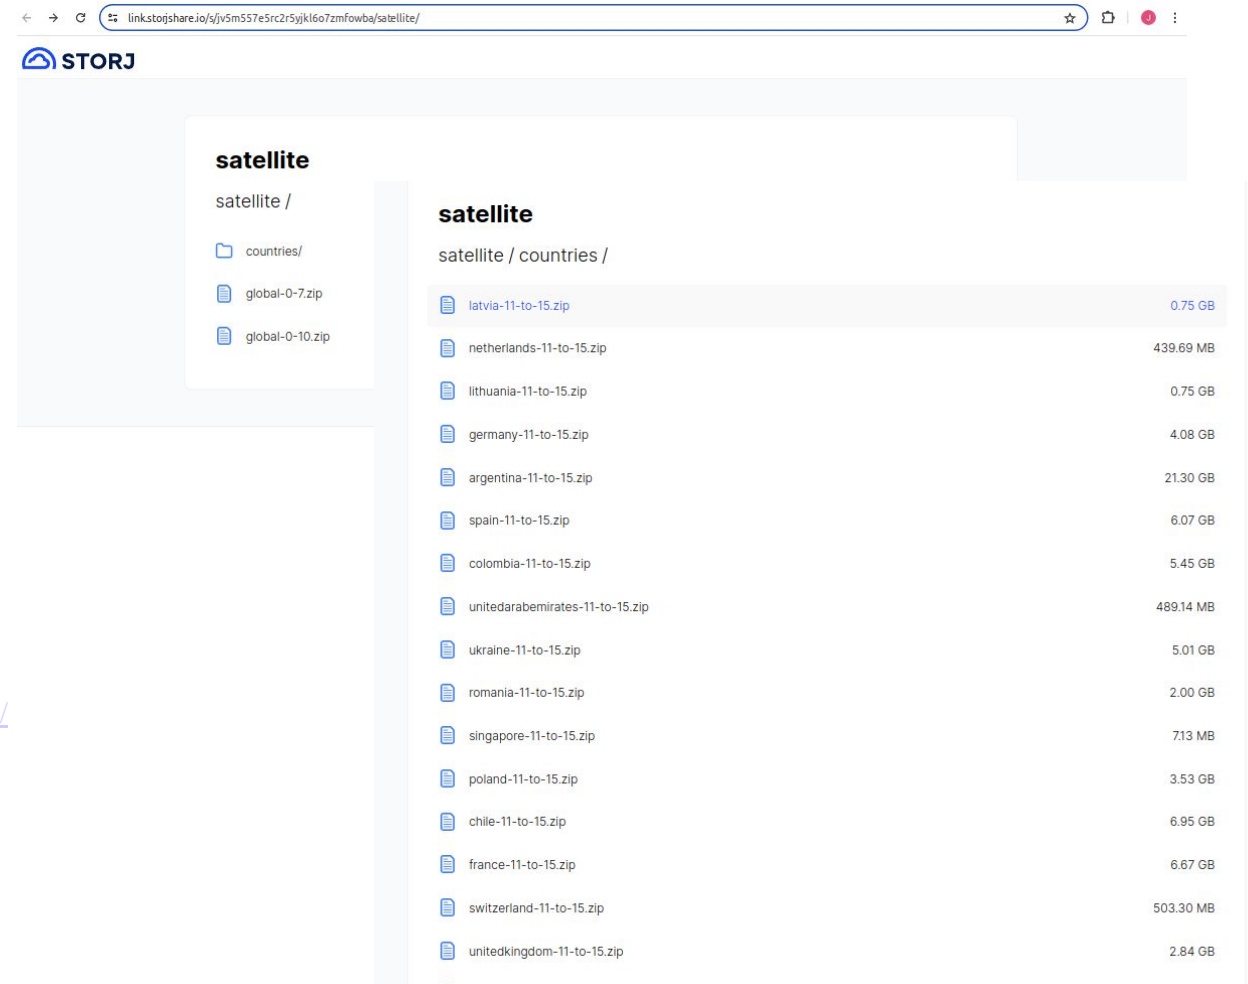 link.storjshare.io/s/jv5m557e5rc2r5yjkl6o7zmfowba/satellite/
J
STORJ
satellite
satellite /
countries/
global-0-7.zip
global-0-10.zip
satellite
satellite / countries /
latvia-11-to-15.zip 0.75 GB
netherlands-11-to-15.zip 439.69 MB
lithuania-11-to-15.zip 0.75 GB
germany-11-to-15.zip 4.08 GB
argentina-11-to-15.zip 21.30 GB
spain-11-to-15.zip 6.07 GB
colombia-11-to-15.zip 5.45 GB
unitedarabemirates-11-to-15.zip 489.14 MB
ukraine-11-to-15.zip 5.01 GB
romania-11-to-15.zip 2.00 GB
singapore-11-to-15.zip 7.13 MB
poland-11-to-15.zip 3.53 GB
chile-11-to-15.zip 6.95 GB
france-11-to-15.zip 6.67 GB
switzerland-11-to-15.zip 503.30 MB
unitedkingdom-11-to-15.zip 2.84 GB
/